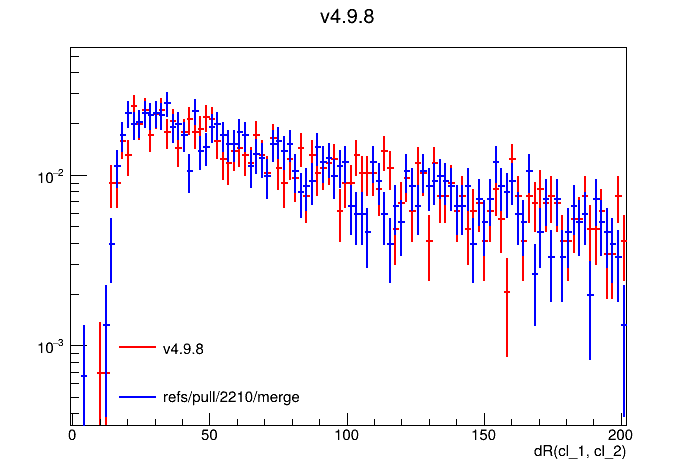 v4.9.8
10⁻²
10⁻³
v4.9.8
refs/pull/2210/merge
0 50 100 150 200
dR(cl_1, cl_2)